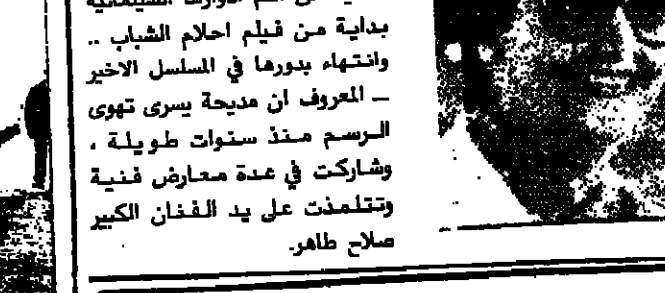 بداية من فيلم احلام الشباب ..
وانتهاء بدورها في المسلسل الاخير
ــ المعروف ان مديحة يسرى تهوى
الرسم منذ سنوات طويلة ،
وشاركت في عدة معارض فنية
وتتلمذت على يد الفنان الكبير
صلاح طاهر.